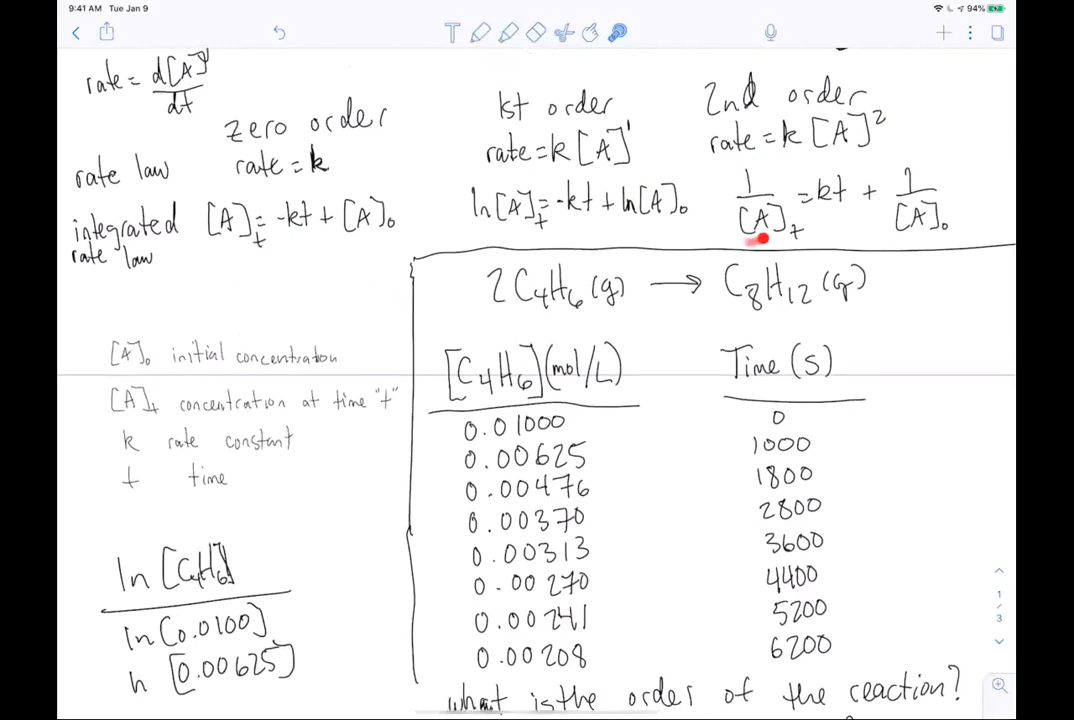 9:41 AM Tue Jan 9
94%
rate = d[A]
dt
zero order
1st order
2nd order
rate law
rate = k
rate = k [A]¹
rate = k [A]²
integrated
rate law
[A]t = -kt + [A]₀
ln[A]t = -kt + ln[A]₀
1/[A]t = kt + 1/[A]₀
2C₄H₆ (g) → C₈H₁₂ (g)
[A]₀ initial concentration
[A]t concentration at time "t"
k rate constant
t time
[C₄H₆] (mol/L) Time (s)
0.01000 0
0.00625 1000
0.00476 1800
0.00370 2800
0.00313 3600
0.00270 4400
0.00241 5200
0.00208 6200
ln [C₄H₆]
ln [0.0100]
ln [0.00625]
what is the order of the reaction?
1
/
3